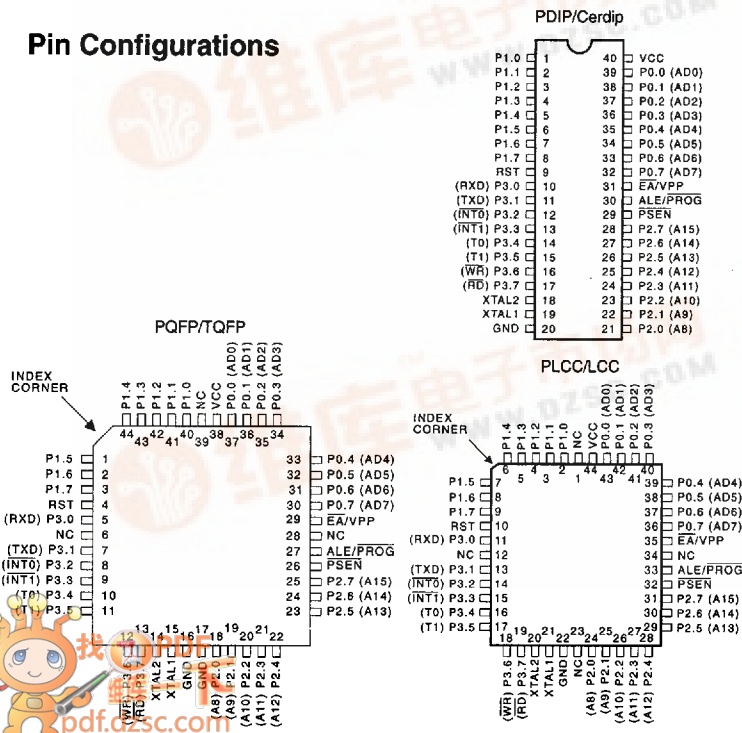 Pin Configurations
PDIP/Cerdip
P1.0 1 40 VCC
P1.1 2 39 P0.0 (AD0)
P1.2 3 38 P0.1 (AD1)
P1.3 4 37 P0.2 (AD2)
P1.4 5 36 P0.3 (AD3)
P1.5 6 35 P0.4 (AD4)
P1.6 7 34 P0.5 (AD5)
P1.7 8 33 P0.6 (AD6)
RST 9 32 P0.7 (AD7)
(RXD) P3.0 10 31 EA/VPP
(TXD) P3.1 11 30 ALE/PROG
(INT0) P3.2 12 29 PSEN
(INT1) P3.3 13 28 P2.7 (A15)
(T0) P3.4 14 27 P2.6 (A14)
(T1) P3.5 15 26 P2.5 (A13)
(WR) P3.6 16 25 P2.4 (A12)
(RD) P3.7 17 24 P2.3 (A11)
XTAL2 18 23 P2.2 (A10)
XTAL1 19 22 P2.1 (A9)
GND 20 21 P2.0 (A8)
PQFP/TQFP
INDEX
CORNER
P1.4 P1.3 P1.2 P1.1 P1.0 NC VCC P0.0 (AD0) P0.1 (AD1) P0.2 (AD2) P0.3 (AD3)
44 43 42 41 40 39 38 37 36 35 34
P1.5 1 33 P0.4 (AD4)
P1.6 2 32 P0.5 (AD5)
P1.7 3 31 P0.6 (AD6)
RST 4 30 P0.7 (AD7)
(RXD) P3.0 5 29 EA/VPP
NC 6 28 NC
(TXD) P3.1 7 27 ALE/PROG
(INT0) P3.2 8 26 PSEN
(INT1) P3.3 9 25 P2.7 (A15)
(T0) P3.4 10 24 P2.6 (A14)
(T1) P3.5 11 23 P2.5 (A13)
12 13 14 15 16 17 18 19 20 21 22
(WR) P3.6 (RD) P3.7 XTAL2 XTAL1 GND GND (A8) P2.0 (A9) P2.1 (A10) P2.2 (A11) P2.3 (A12) P2.4
PLCC/LCC
INDEX
CORNER
P1.4 P1.3 P1.2 P1.1 P1.0 NC VCC P0.0 (AD0) P0.1 (AD1) P0.2 (AD2) P0.3 (AD3)
6 5 4 3 2 1 44 43 42 41 40
P1.5 7 39 P0.4 (AD4)
P1.6 8 38 P0.5 (AD5)
P1.7 9 37 P0.6 (AD6)
RST 10 36 P0.7 (AD7)
(RXD) P3.0 11 35 EA/VPP
NC 12 34 NC
(TXD) P3.1 13 33 ALE/PROG
(INT0) P3.2 14 32 PSEN
(INT1) P3.3 15 31 P2.7 (A15)
(T0) P3.4 16 30 P2.6 (A14)
(T1) P3.5 17 29 P2.5 (A13)
18 19 20 21 22 23 24 25 26 27 28
(WR) P3.6 (RD) P3.7 XTAL2 XTAL1 GND NC (A8) P2.0 (A9) P2.1 (A10) P2.2 (A11) P2.3 (A12) P2.4
找PDF
pdf.dzsc.com